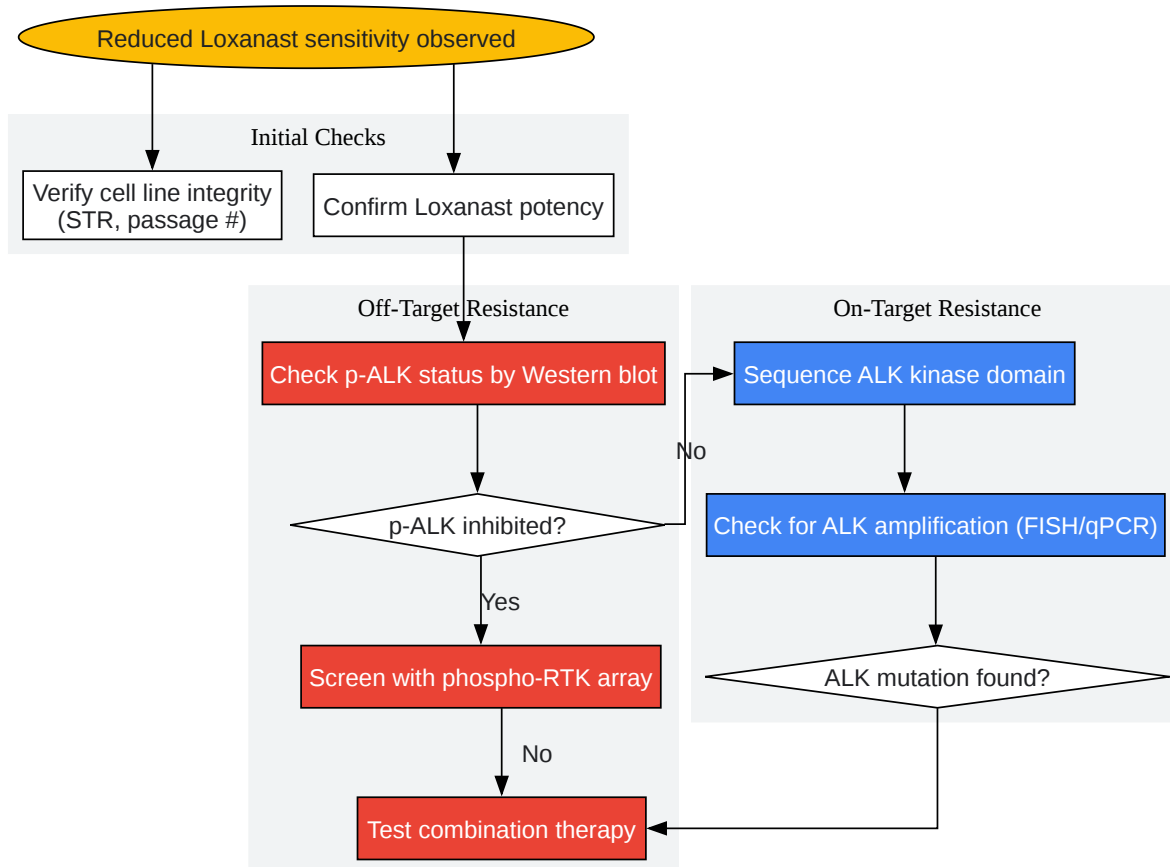 Reduced Loxanast sensitivity observed
Initial Checks
Verify cell line integrity
(STR, passage #)
Confirm Loxanast potency
Off-Target Resistance
On-Target Resistance
Check p-ALK status by Western blot
Sequence ALK kinase domain
No
p-ALK inhibited?
Check for ALK amplification (FISH/qPCR)
Yes
Screen with phospho-RTK array
ALK mutation found?
No
Test combination therapy